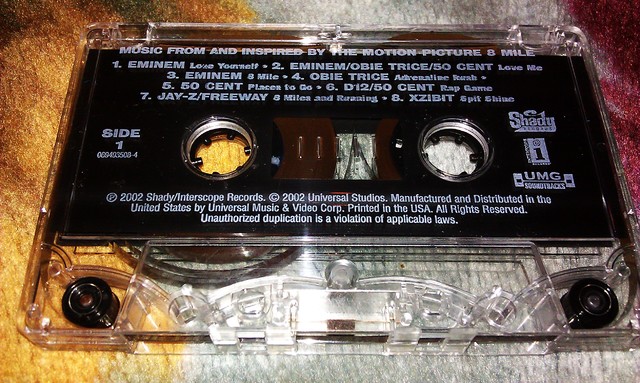 MUSIC FROM AND INSPIRED BY THE MOTION PICTURE 8 MILE
1. EMINEM Lose Yourself • 2. EMINEM/OBIE TRICE/50 CENT Love Me
3. EMINEM 8 Mile • 4. OBIE TRICE Adrenaline Rush •
5. 50 CENT Places to Go • 6. D12/50 CENT Rap Game
7. JAY-Z/FREEWAY 8 Miles and Running • 8. XZIBIT Spit Shine
SIDE
1
069493508-4
Shady
RECORDS
UMG
SOUNDTRACKS
℗ 2002 Shady/Interscope Records. © 2002 Universal Studios. Manufactured and Distributed in the
United States by Universal Music & Video Corp. Printed in the USA. All Rights Reserved.
Unauthorized duplication is a violation of applicable laws.